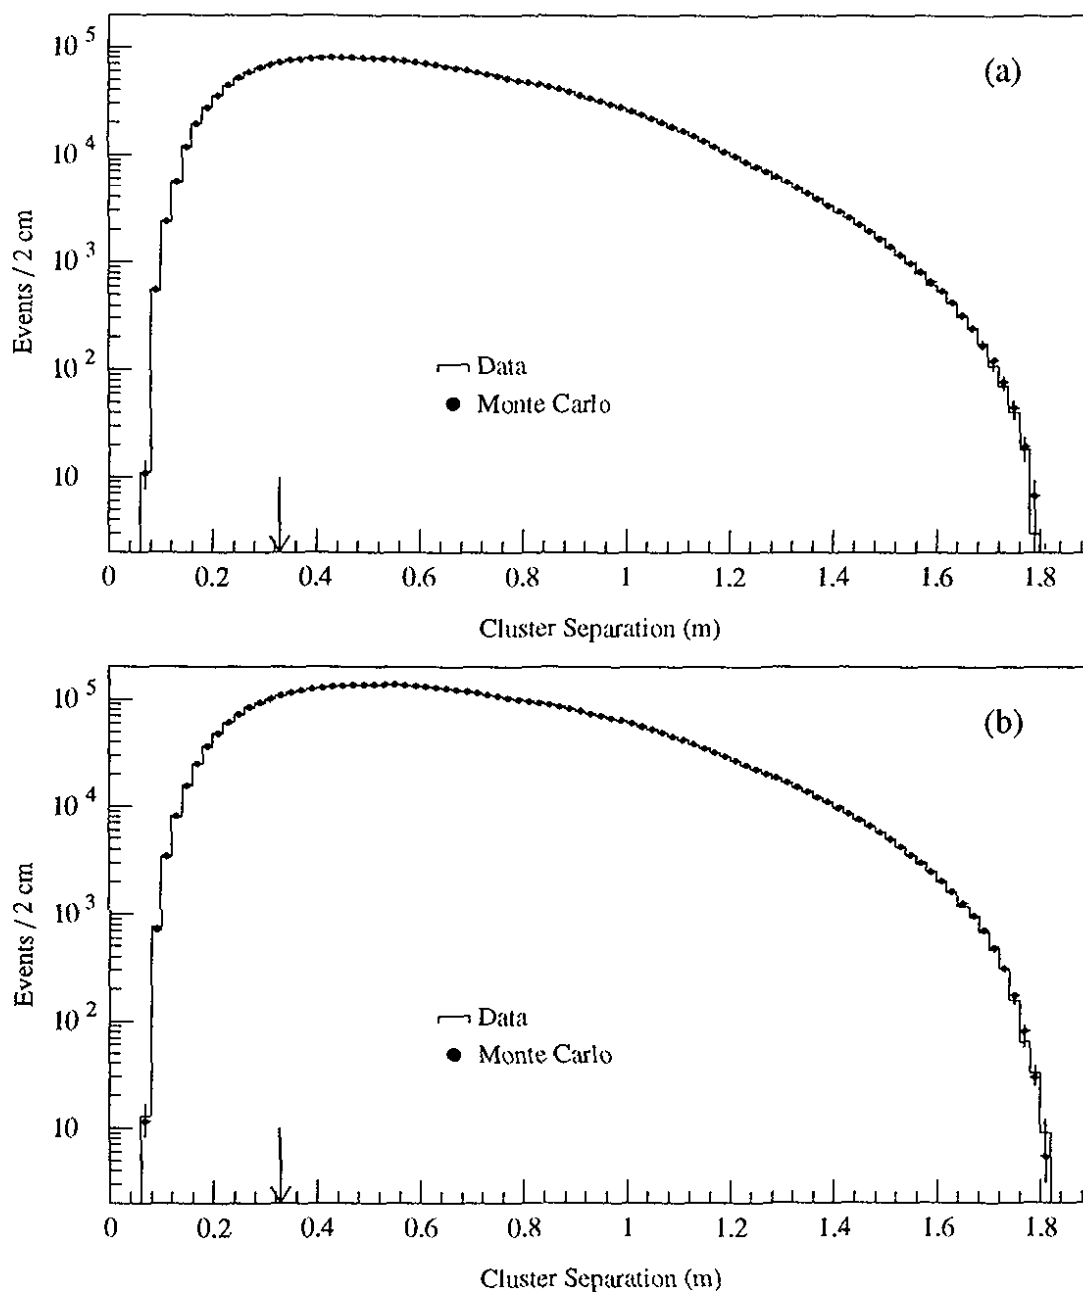 (a)
10^5
10^4
10^3
10^2
10
Events / 2 cm
Data
Monte Carlo
0 0.2 0.4 0.6 0.8 1 1.2 1.4 1.6 1.8
Cluster Separation (m)
(b)
10^5
10^4
10^3
10^2
10
Events / 2 cm
Data
Monte Carlo
0 0.2 0.4 0.6 0.8 1 1.2 1.4 1.6 1.8
Cluster Separation (m)